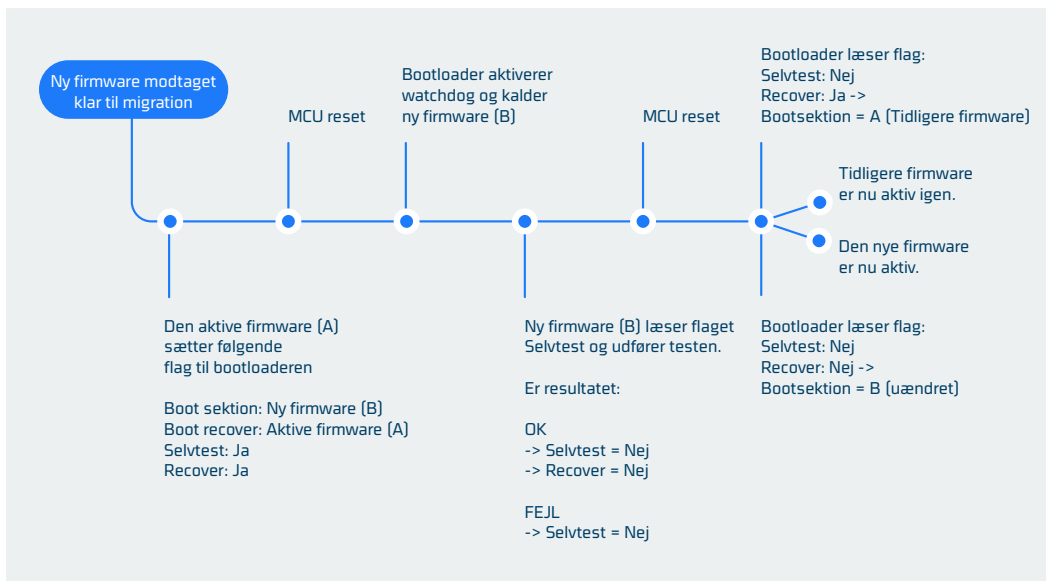 Ny firmware modtaget
klar til migration
Den aktive firmware (A)
sætter følgende
flag til bootloaderen
Boot sektion: Ny firmware (B)
Boot recover: Aktive firmware (A)
Selvtest: Ja
Recover: Ja
MCU reset
Bootloader aktiverer
watchdog og kalder
ny firmware (B)
Ny firmware (B) læser flaget
Selvtest og udfører testen.
Er resultatet:
OK
-> Selvtest = Nej
-> Recover = Nej
FEJL
-> Selvtest = Nej
MCU reset
Bootloader læser flag:
Selvtest: Nej
Recover: Ja ->
Bootsektion = A (Tidligere firmware)
Tidligere firmware
er nu aktiv igen.
Den nye firmware
er nu aktiv.
Bootloader læser flag:
Selvtest: Nej
Recover: Nej ->
Bootsektion = B (uændret)